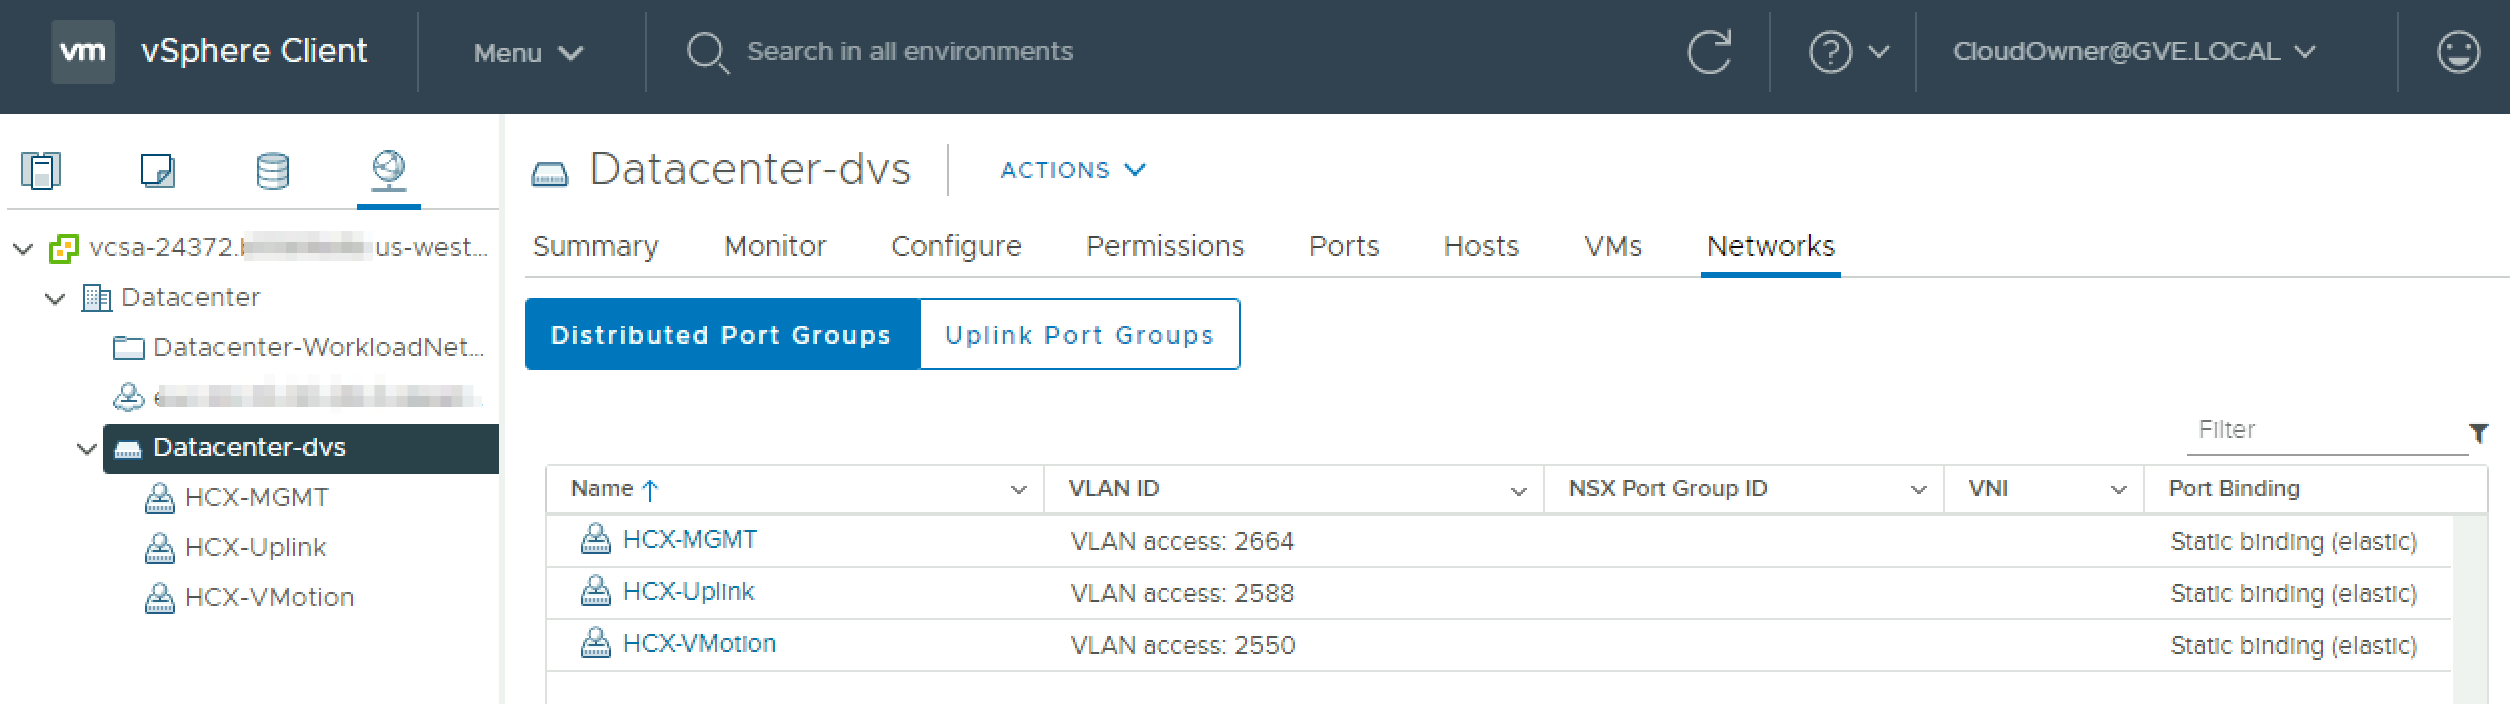 vm vSphere Client Menu Search in all environments CloudOwner@GVE.LOCAL
Datacenter-dvs ACTIONS
Summary Monitor Configure Permissions Ports Hosts VMs Networks
vcsa-24372. us-west...
Datacenter
Datacenter-WorkloadNet...
Datacenter-dvs
HCX-MGMT
HCX-Uplink
HCX-VMotion
Distributed Port Groups Uplink Port Groups
Filter
Name VLAN ID NSX Port Group ID VNI Port Binding
HCX-MGMT VLAN access: 2664 Static binding (elastic)
HCX-Uplink VLAN access: 2588 Static binding (elastic)
HCX-VMotion VLAN access: 2550 Static binding (elastic)